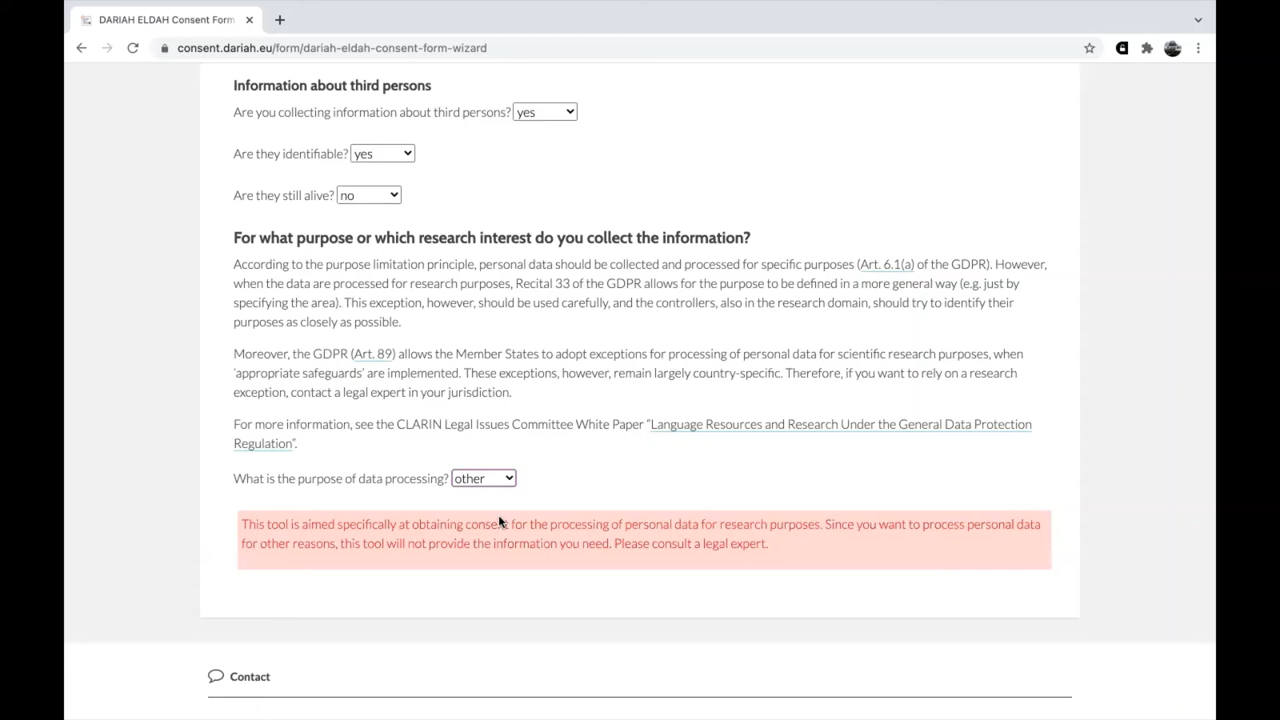 DARIAH ELDAH Consent Form
consent.dariah.eu/form/dariah-eldah-consent-form-wizard
Information about third persons
Are you collecting information about third persons? yes
Are they identifiable? yes
Are they still alive? no
For what purpose or which research interest do you collect the information?
According to the purpose limitation principle, personal data should be collected and processed for specific purposes (Art. 6.1(a) of the GDPR). However,
when the data are processed for research purposes, Recital 33 of the GDPR allows for the purpose to be defined in a more general way (e.g. just by
specifying the area). This exception, however, should be used carefully, and the controllers, also in the research domain, should try to identify their
purposes as closely as possible.
Moreover, the GDPR (Art. 89) allows the Member States to adopt exceptions for processing of personal data for scientific research purposes, when
‘appropriate safeguards’ are implemented. These exceptions, however, remain largely country-specific. Therefore, if you want to rely on a research
exception, contact a legal expert in your jurisdiction.
For more information, see the CLARIN Legal Issues Committee White Paper “Language Resources and Research Under the General Data Protection
Regulation”.
What is the purpose of data processing? other
This tool is aimed specifically at obtaining consent for the processing of personal data for research purposes. Since you want to process personal data
for other reasons, this tool will not provide the information you need. Please consult a legal expert.
Contact